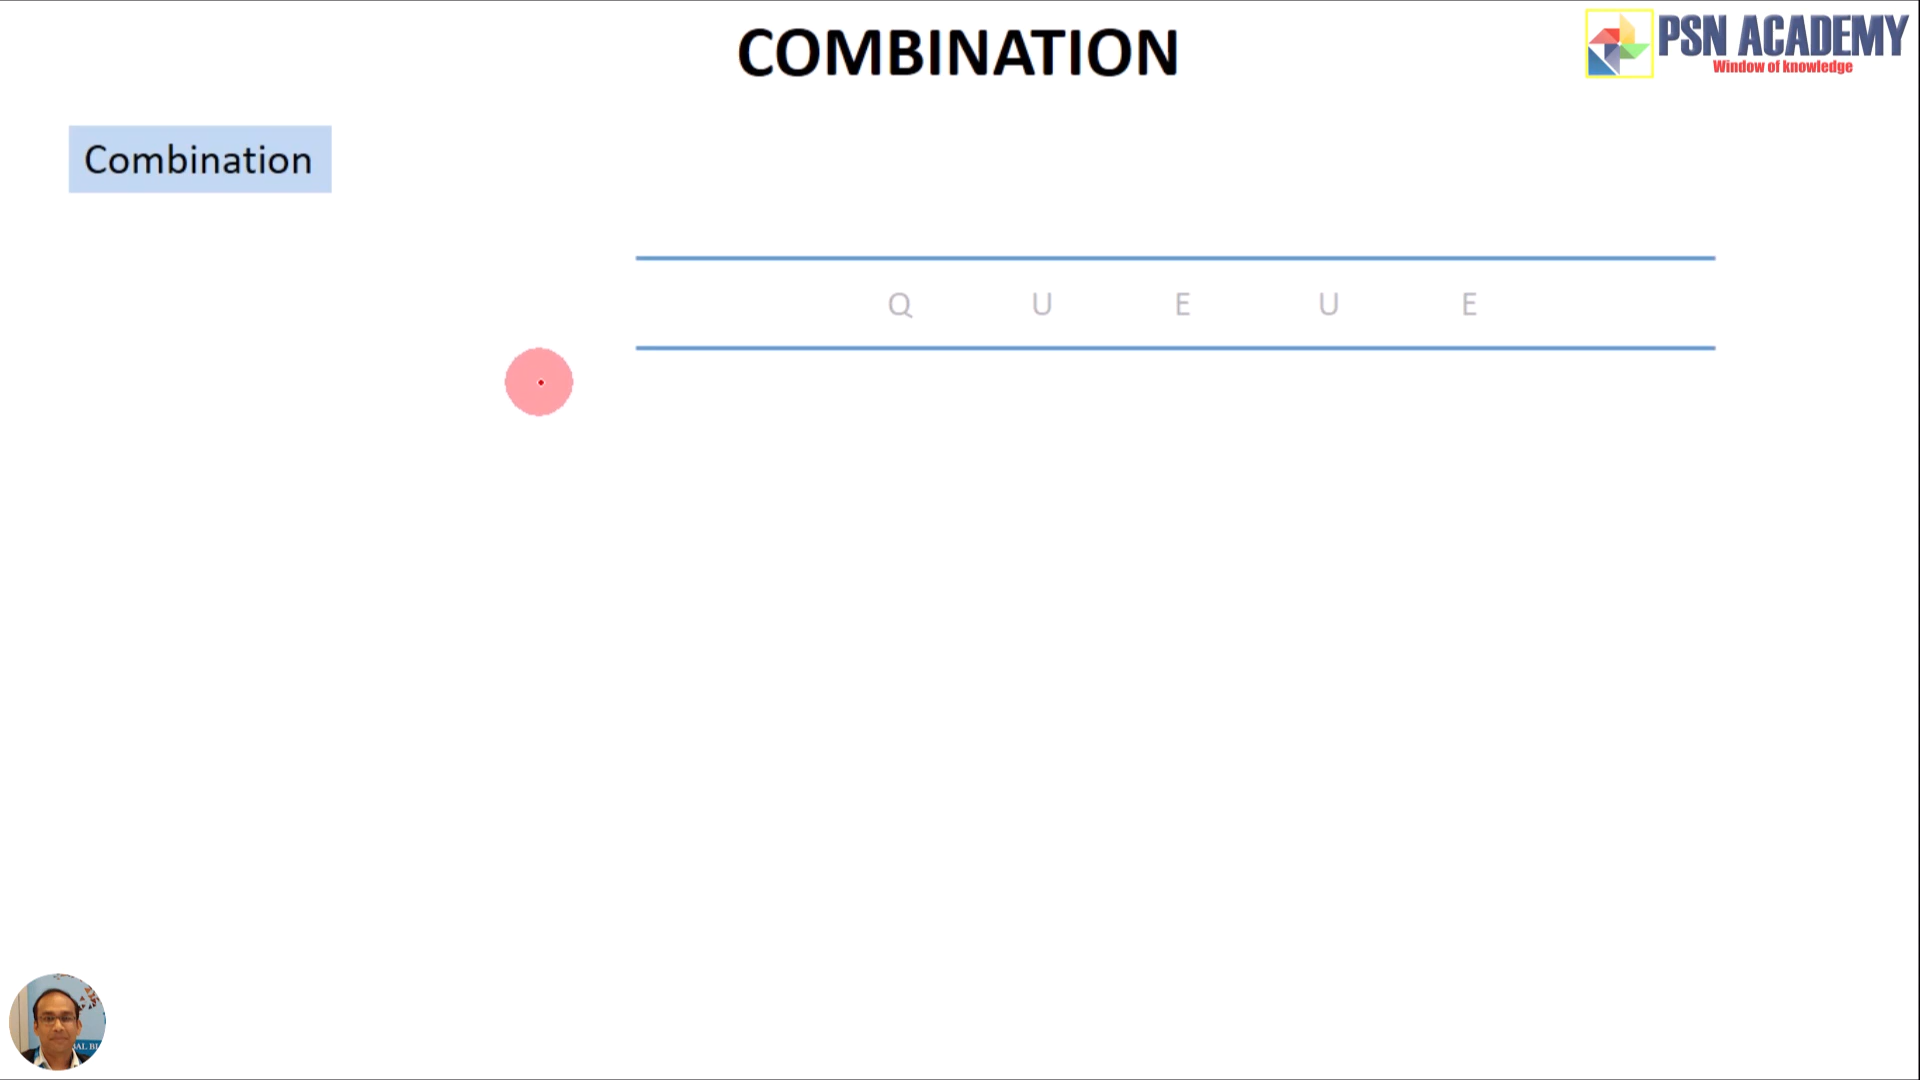 COMBINATION
PSN ACADEMY
Window of knowledge
Combination
Q U E U E